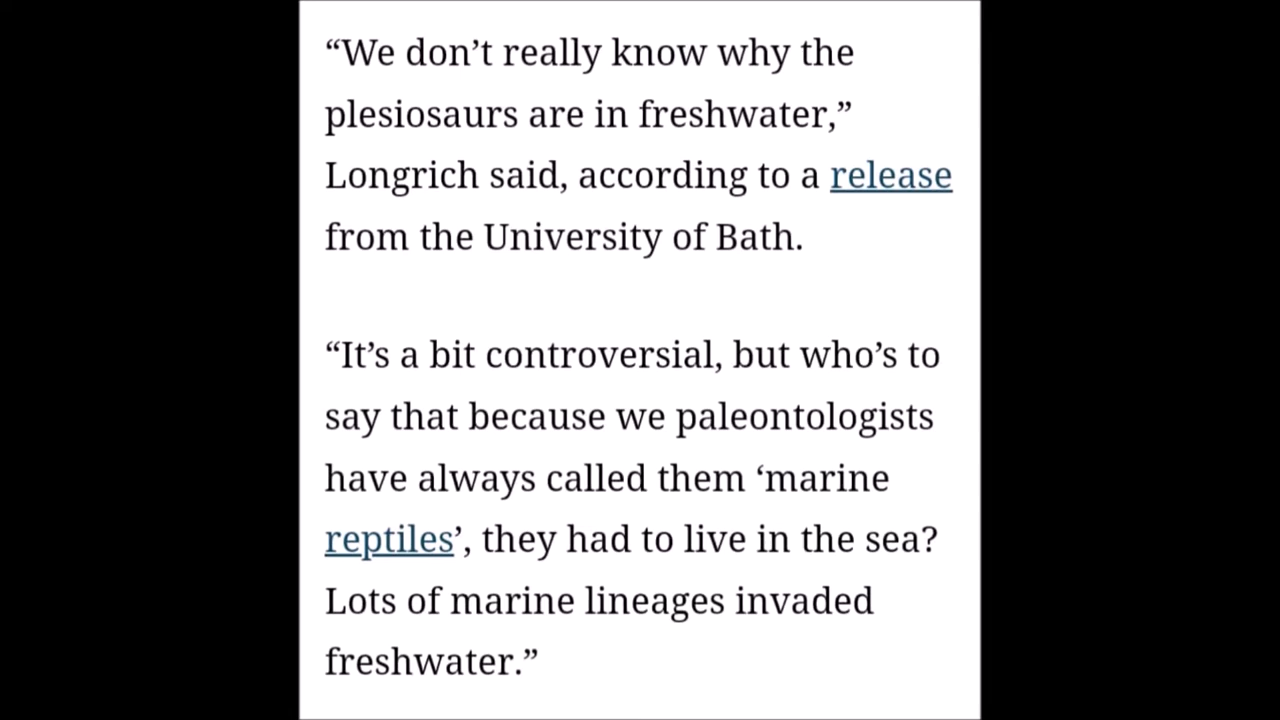 “We don’t really know why the
plesiosaurs are in freshwater,”
Longrich said, according to a release
from the University of Bath.
“It’s a bit controversial, but who’s to
say that because we paleontologists
have always called them ‘marine
reptiles’, they had to live in the sea?
Lots of marine lineages invaded
freshwater.”